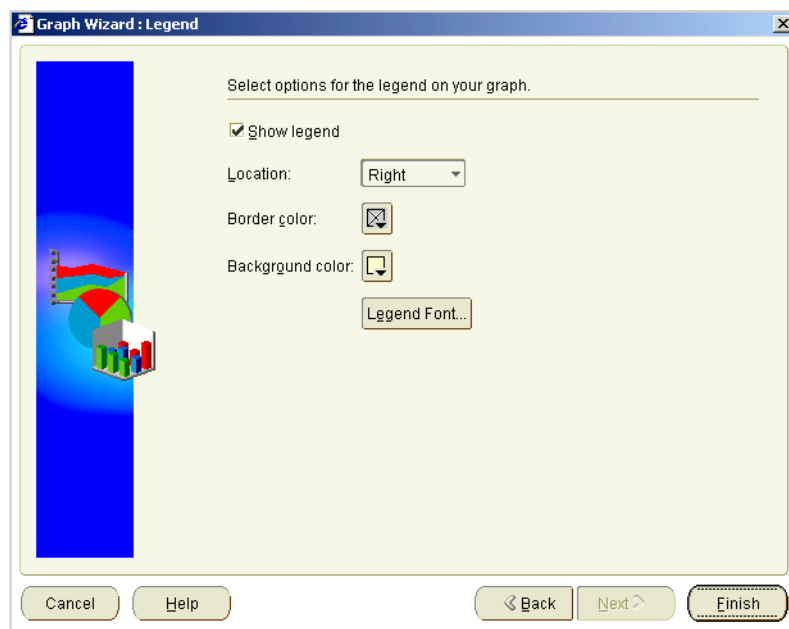 Graph Wizard : Legend
Select options for the legend on your graph.
Show legend
Location: Right
Border color:
Background color:
Legend Font...
Cancel Help Back Next Finish